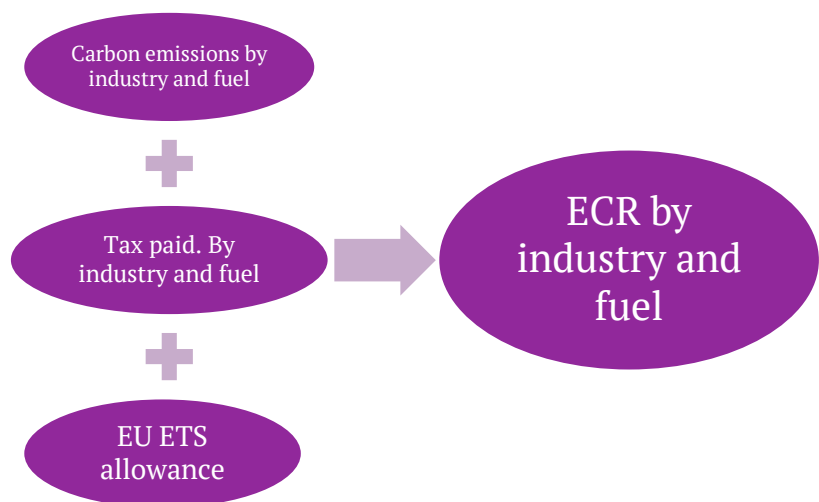 Carbon emissions by
industry and fuel
Tax paid. By
industry and fuel
EU ETS
allowance
ECR by
industry and
fuel